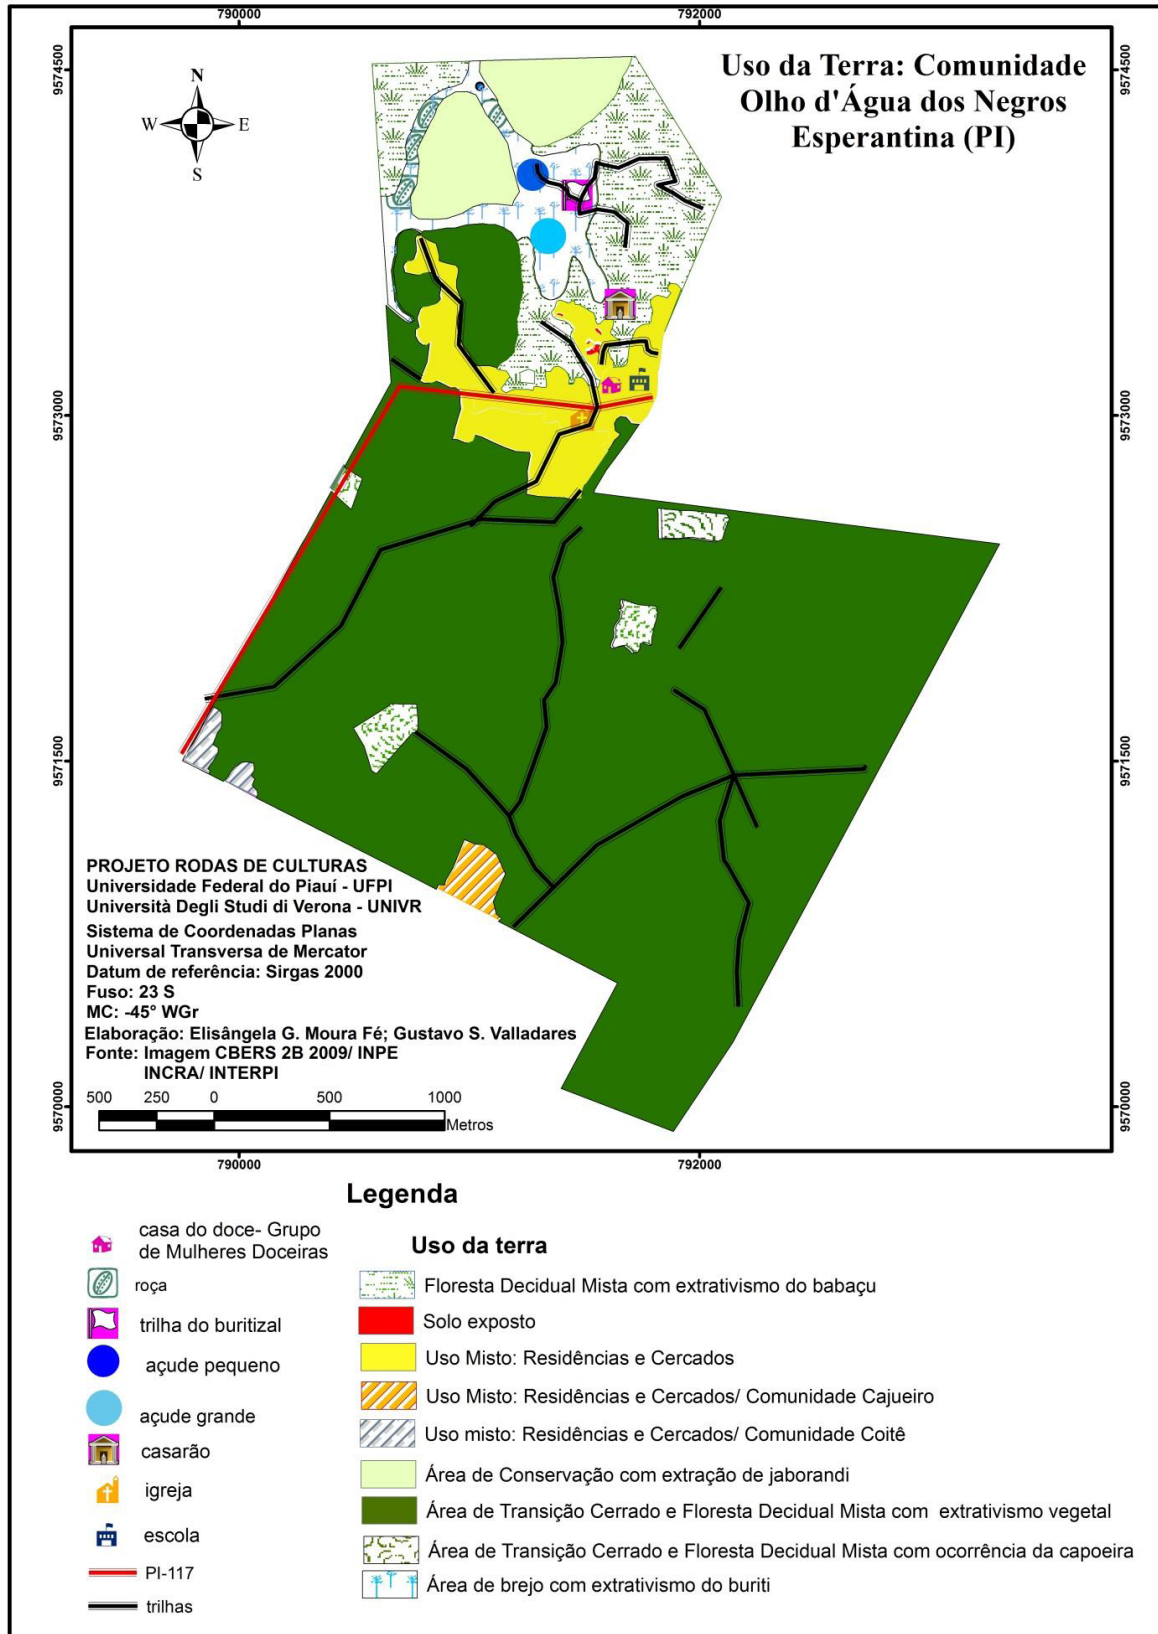 790000
792000
9574500
9574500
Uso da Terra: Comunidade
Olho d'Água dos Negros
Esperantina (PI)
N
W
E
S
9573000
9573000
9571500
9571500
PROJETO RODAS DE CULTURAS
Universidade Federal do Piauí - UFPI
Università Degli Studi di Verona - UNIVR
Sistema de Coordenadas Planas
Universal Transversa de Mercator
Datum de referência: Sirgas 2000
Fuso: 23 S
MC: -45° WGr
Elaboração: Elisângela G. Moura Fé; Gustavo S. Valladares
Fonte: Imagem CBERS 2B 2009/ INPE
INCRA/ INTERPI
500 250 0 500 1000
Metros
9570000
9570000
790000
792000
Legenda
casa do doce- Grupo
de Mulheres Doceiras
roça
trilha do buritizal
açude pequeno
açude grande
casarão
igreja
escola
PI-117
trilhas
Uso da terra
Floresta Decidual Mista com extrativismo do babaçu
Solo exposto
Uso Misto: Residências e Cercados
Uso Misto: Residências e Cercados/ Comunidade Cajueiro
Uso misto: Residências e Cercados/ Comunidade Coitê
Área de Conservação com extração de jaborandi
Área de Transição Cerrado e Floresta Decidual Mista com extrativismo vegetal
Área de Transição Cerrado e Floresta Decidual Mista com ocorrência da capoeira
Área de brejo com extrativismo do buriti